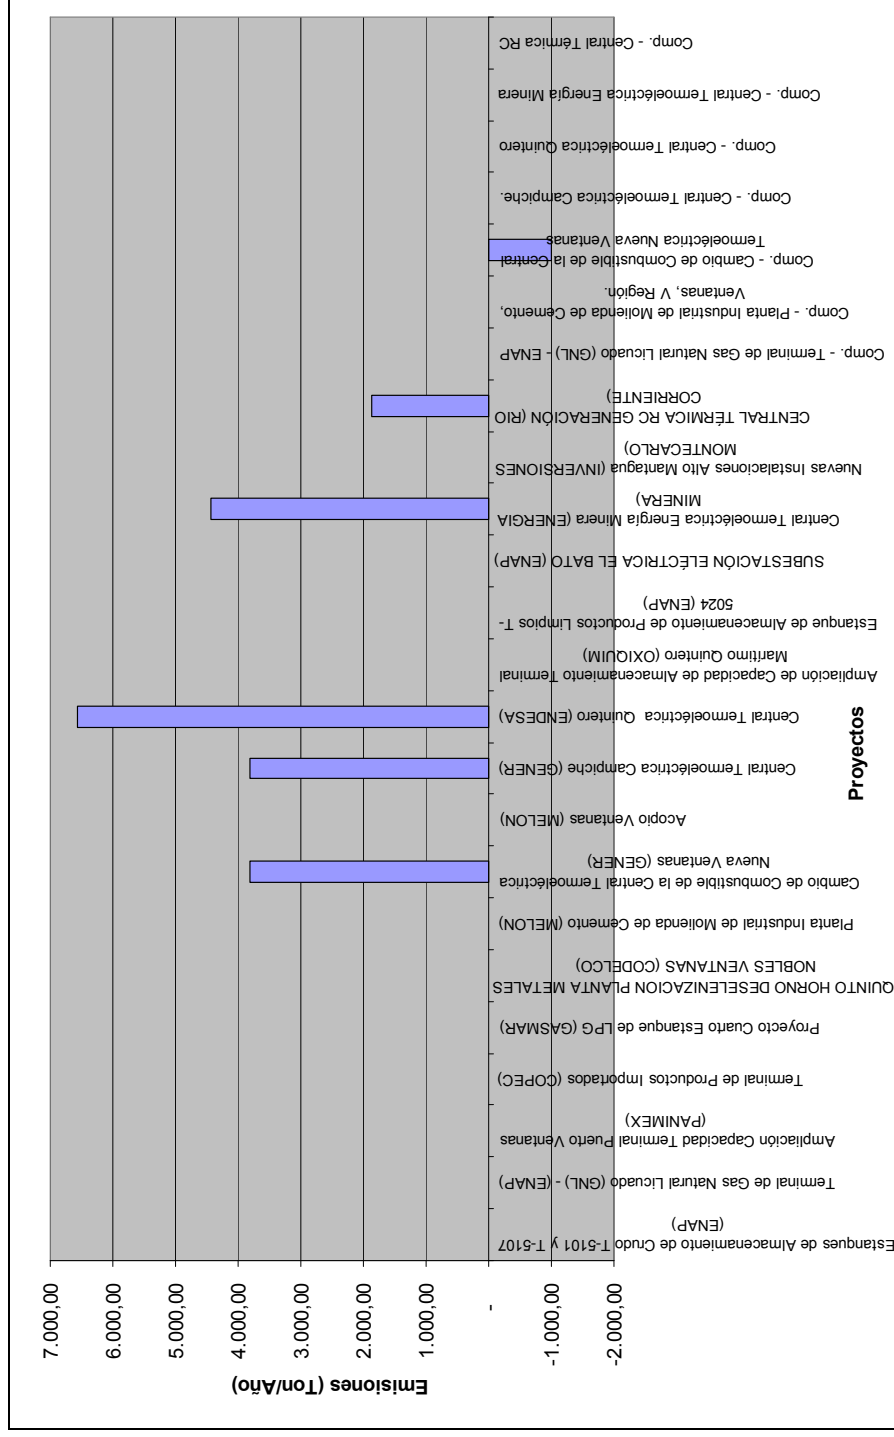 Emisiones (Ton/Año)
7.000,00
6.000,00
5.000,00
4.000,00
3.000,00
2.000,00
1.000,00
-
-1.000,00
-2.000,00
Estanques de Almacenamiento de Crudo T-5101 y T-5107
(ENAP)
Terminal de Gas Natural Licuado (GNL) - (ENAP)
Ampliación Capacidad Terminal Puerto Ventanas
(PANIMEX)
Terminal de Productos Importados (COPEC)
Proyecto Cuarto Estanque de LPG (GASMAR)
QUINTO HORNO DESELENIZACION PLANTA METALES
NOBLES VENTANAS (CODELCO)
Planta Industrial de Molienda de Cemento (MELON)
Cambio de Combustible de la Central Termoeléctrica
Nueva Ventanas (GENER)
Acopio Ventanas (MELON)
Central Termoeléctrica Campiche (GENER)
Central Termoeléctrica Quintero (ENDESA)
Ampliación de Capacidad de Almacenamiento Terminal
Marítimo Quintero (OXIQUIM)
Estanque de Almacenamiento de Productos Limpios T-
5024 (ENAP)
SUBESTACIÓN ELÉCTRICA EL BATO (ENAP)
Central Termoeléctrica Energía Minera (ENERGIA
MINERA)
Nuevas Instalaciones Alto Mantagua (INVERSIONES
MONTECARLO)
CENTRAL TÉRMICA RC GENERACIÓN (RIO
CORRIENTE)
Comp. - Terminal de Gas Natural Licuado (GNL) - ENAP
Comp. - Planta Industrial de Molienda de Cemento,
Ventanas, V Región.
Comp. - Cambio de Combustible de la Central
Termoeléctrica Nueva Ventanas
Comp. - Central Termoeléctrica Campiche.
Comp. - Central Termoeléctrica Quintero
Comp. - Central Termoeléctrica Energía Minera
Comp. - Central Térmica RC
Proyectos